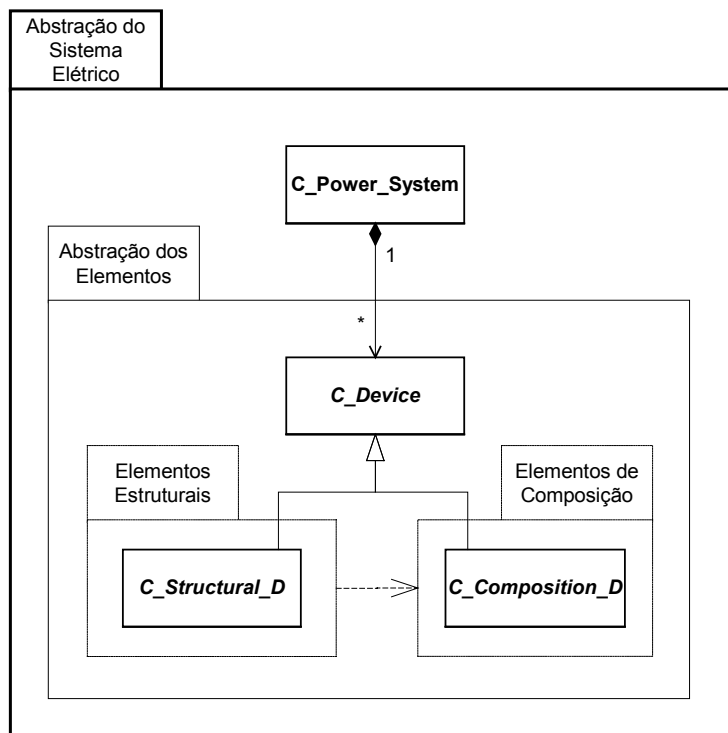 Abstração do
Sistema
Elétrico
C_Power_System
1
Abstração dos
Elementos
*
C_Device
Elementos
Estruturais
Elementos de
Composição
C_Structural_D
C_Composition_D